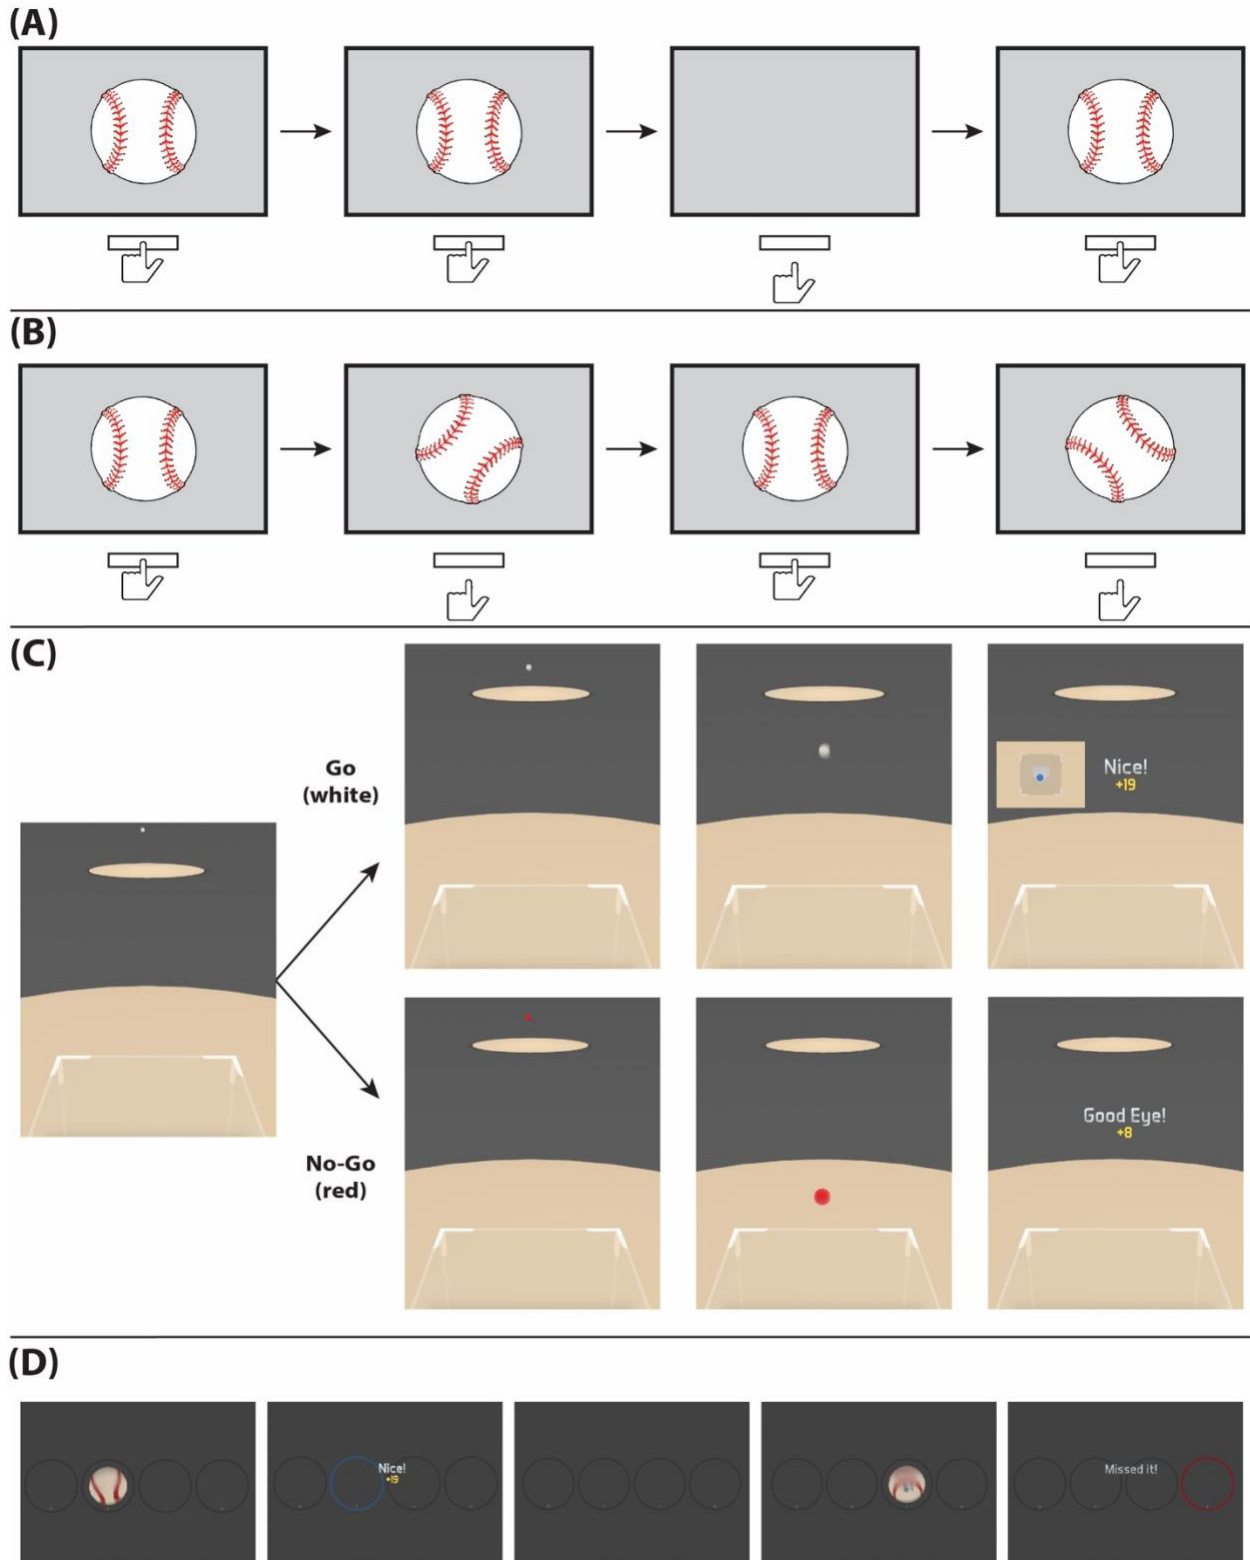 (A)
(B)
(C)
Go
(white)
Nice!
+19
No-Go
(red)
Good Eye!
+8
(D)
Nice!
+19
Missed it!